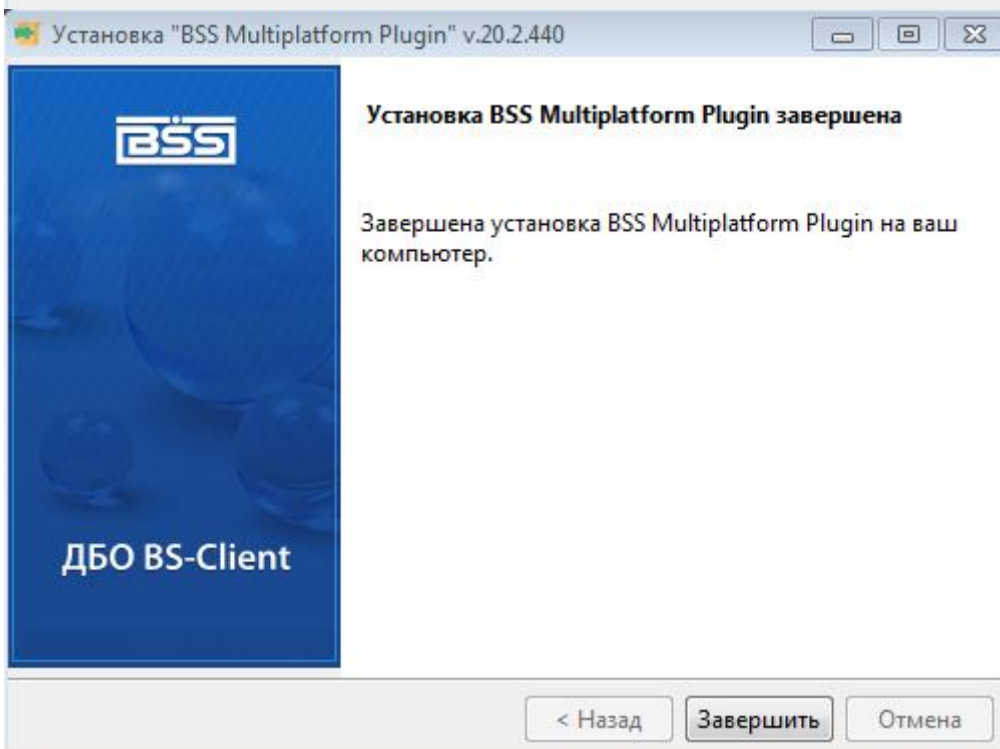 Установка "BSS Multiplatform Plugin" v.20.2.440
BSS
Установка BSS Multiplatform Plugin завершена
Завершена установка BSS Multiplatform Plugin на ваш
компьютер.
ДБО BS-Client
< Назад
Завершить
Отмена